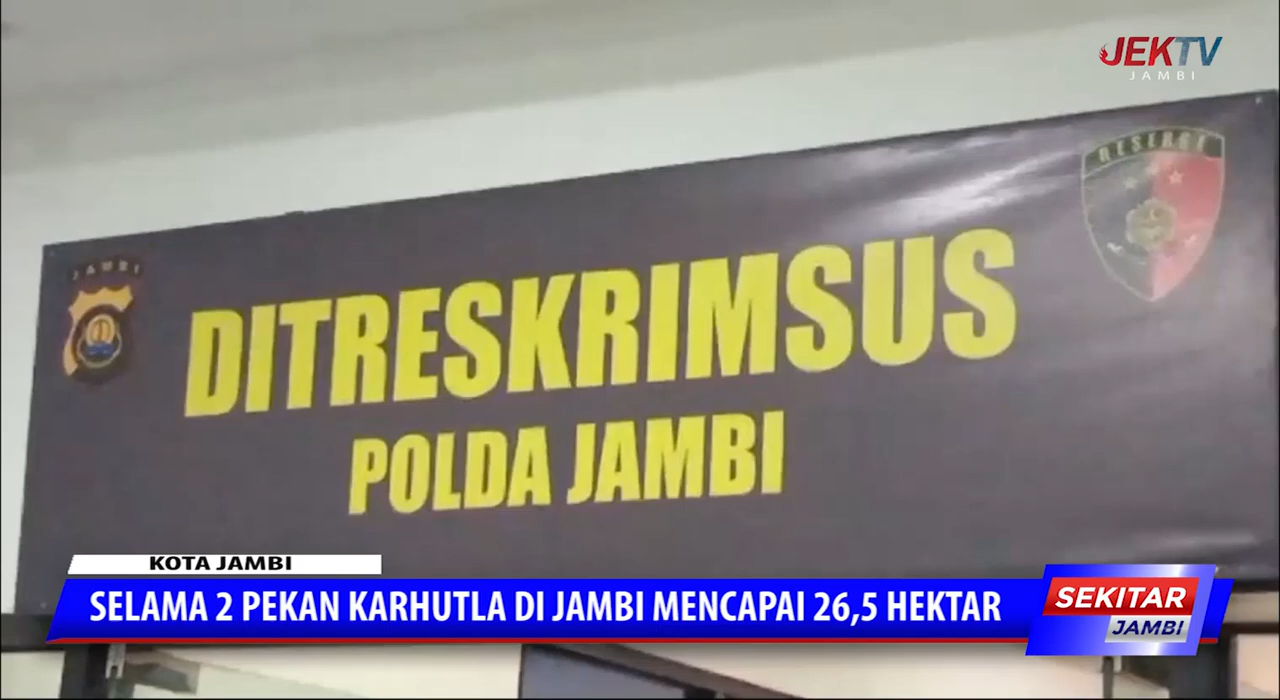 JEKTV
JAMBI
RESERSE
JAMBI
DITRESKRIMSUS
POLDA JAMBI
KOTA JAMBI
SELAMA 2 PEKAN KARHUTLA DI JAMBI MENCAPAI 26,5 HEKTAR
SEKITAR
JAMBI